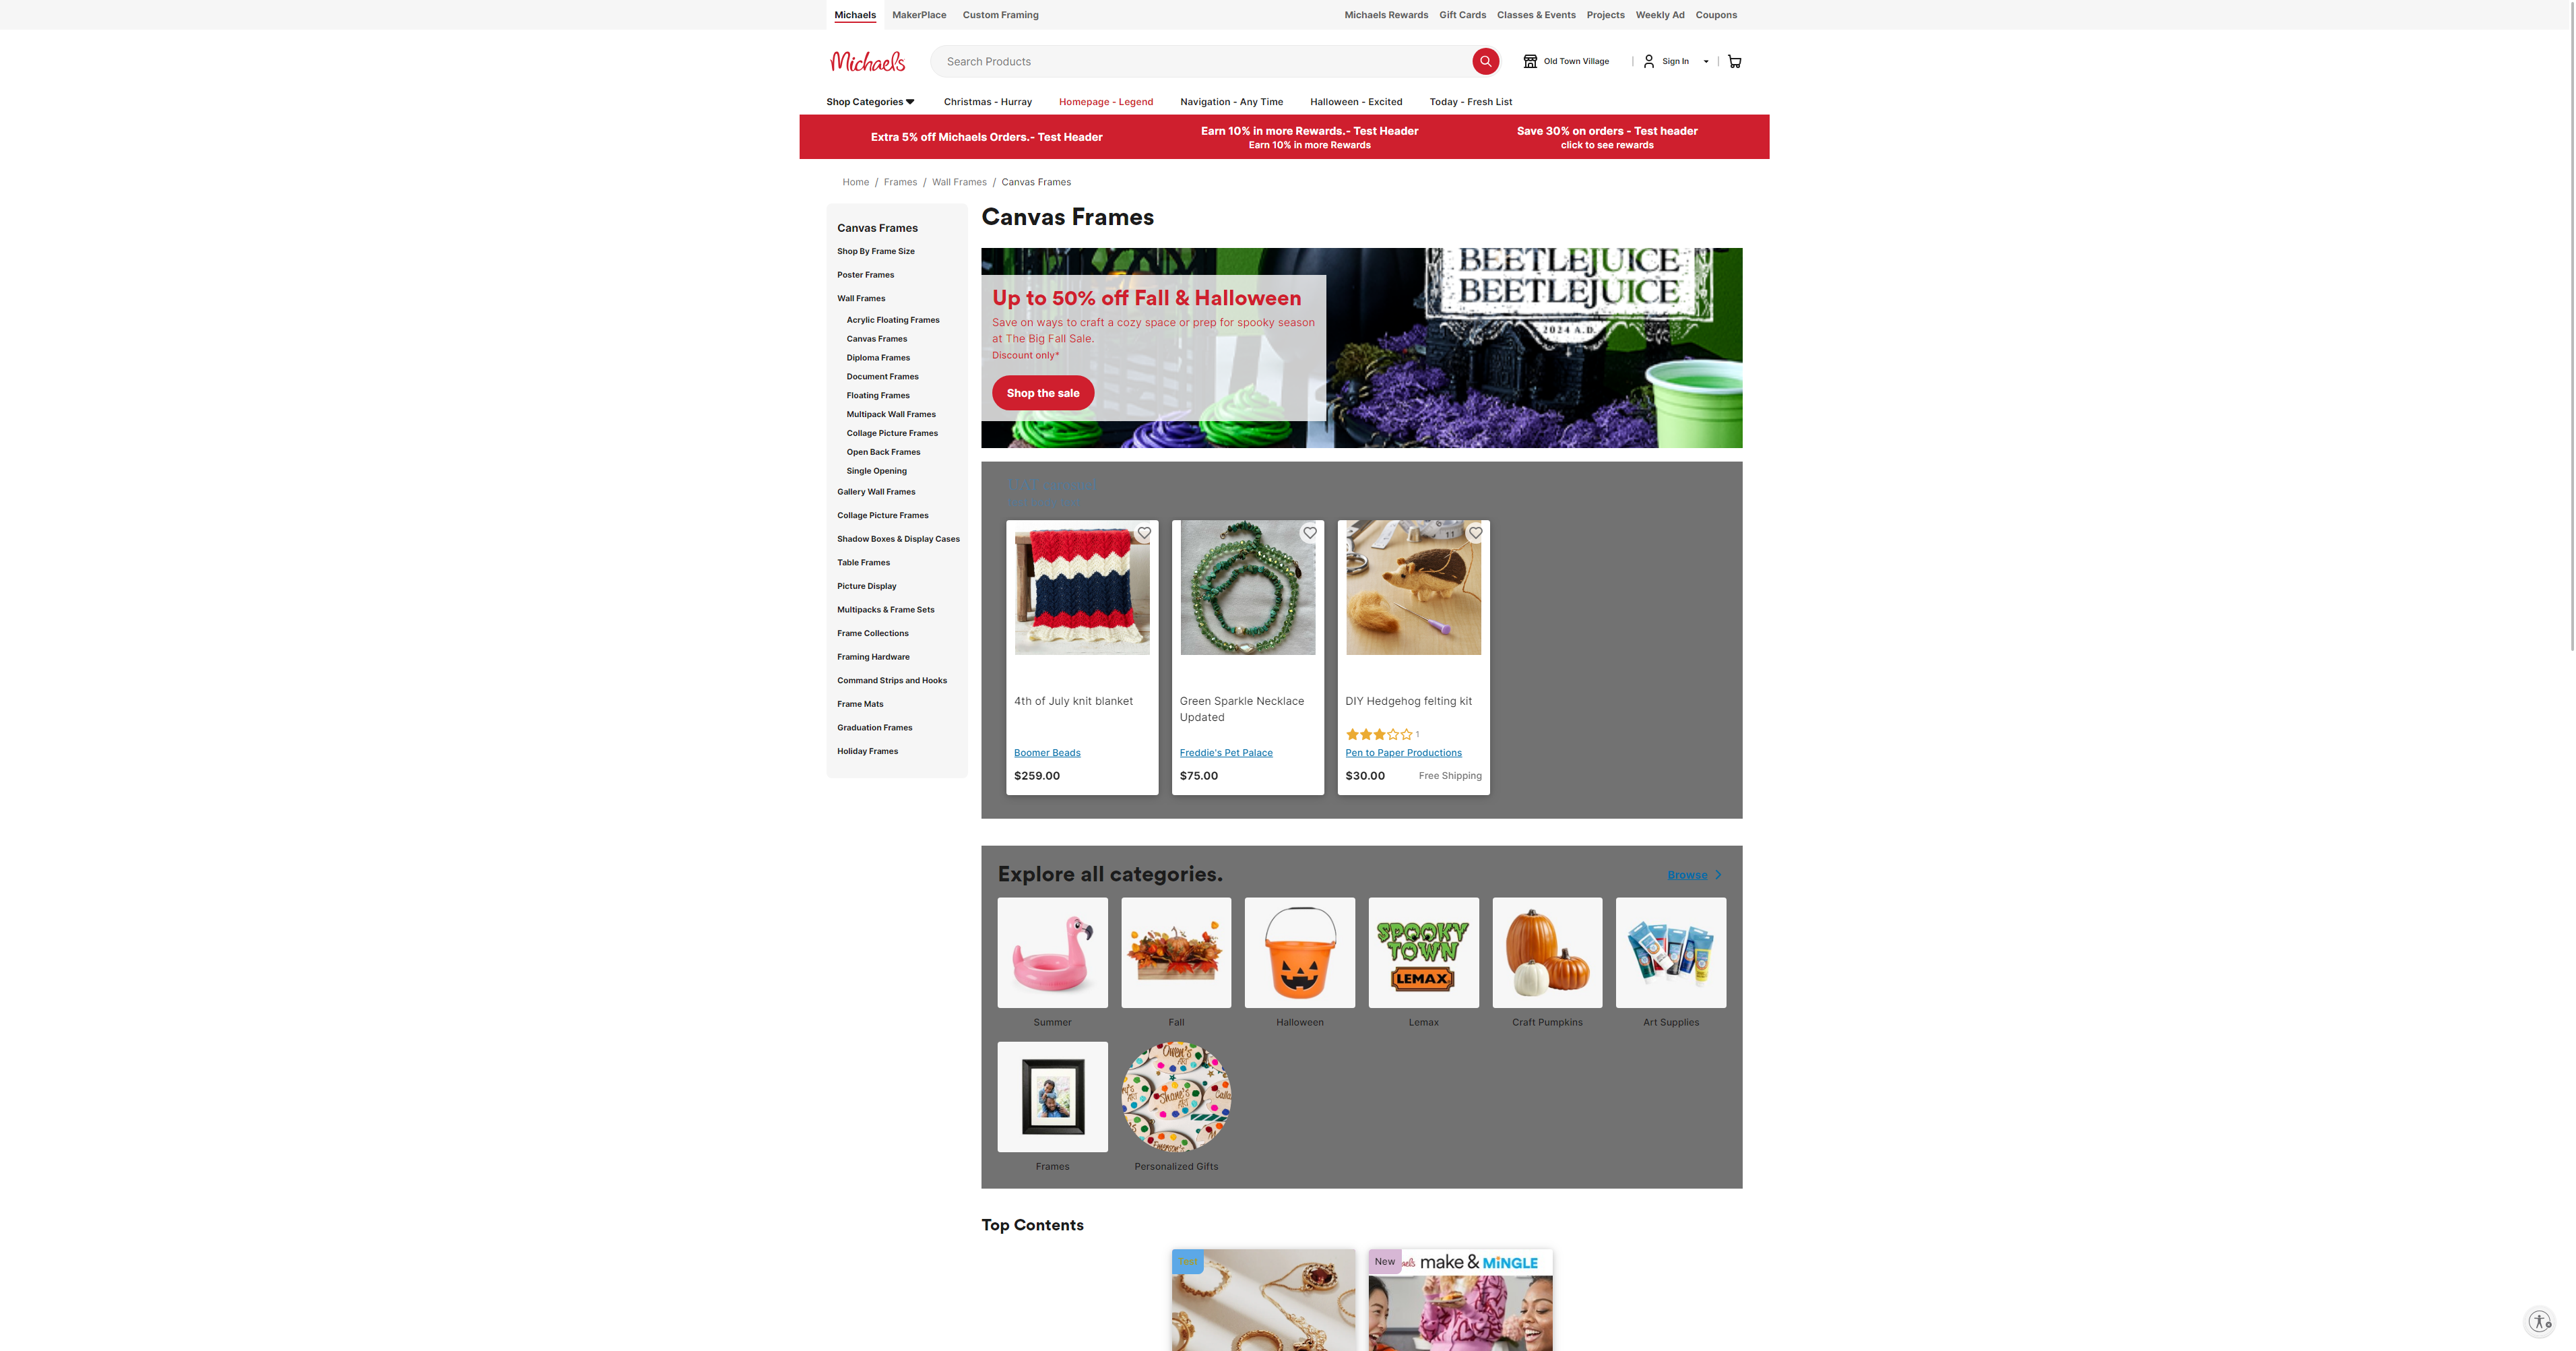 Michaels MakerPlace Custom Framing
Michaels Rewards Gift Cards Classes & Events Projects Weekly Ad Coupons
Michaels
Search Products
Old Town Village
Sign In
Shop Categories Christmas - Hurray Homepage - Legend Navigation - Any Time Halloween - Excited Today - Fresh List
Extra 5% off Michaels Orders.- Test Header
Earn 10% in more Rewards.- Test Header
Earn 10% in more Rewards
Save 30% on orders - Test header
click to see rewards
Home / Frames / Wall Frames / Canvas Frames
Canvas Frames
Shop By Frame Size
Poster Frames
Wall Frames
Acrylic Floating Frames
Canvas Frames
Diploma Frames
Document Frames
Floating Frames
Multipack Wall Frames
Collage Picture Frames
Open Back Frames
Single Opening
Gallery Wall Frames
Collage Picture Frames
Shadow Boxes & Display Cases
Table Frames
Picture Display
Multipacks & Frame Sets
Frame Collections
Framing Hardware
Command Strips and Hooks
Frame Mats
Graduation Frames
Holiday Frames
Canvas Frames
Up to 50% off Fall & Halloween
Save on ways to craft a cozy space or prep for spooky season
at The Big Fall Sale.
Discount only*
Shop the sale
BEETLEJUICE
BEETLEJUICE
2024 A.D.
4th of July knit blanket
Boomer Beads
$259.00
Green Sparkle Necklace
Updated
Freddie's Pet Palace
$75.00
DIY Hedgehog felting kit
1
Pen to Paper Productions
$30.00 Free Shipping
Explore all categories.
Browse
SPOOKY
TOWN
LEMAX
Summer
Fall
Halloween
Lemax
Craft Pumpkins
Art Supplies
Owen's
ART
Shane's
ART
Frames
Personalized Gifts
Top Contents
Test
New
make & MiNGLE